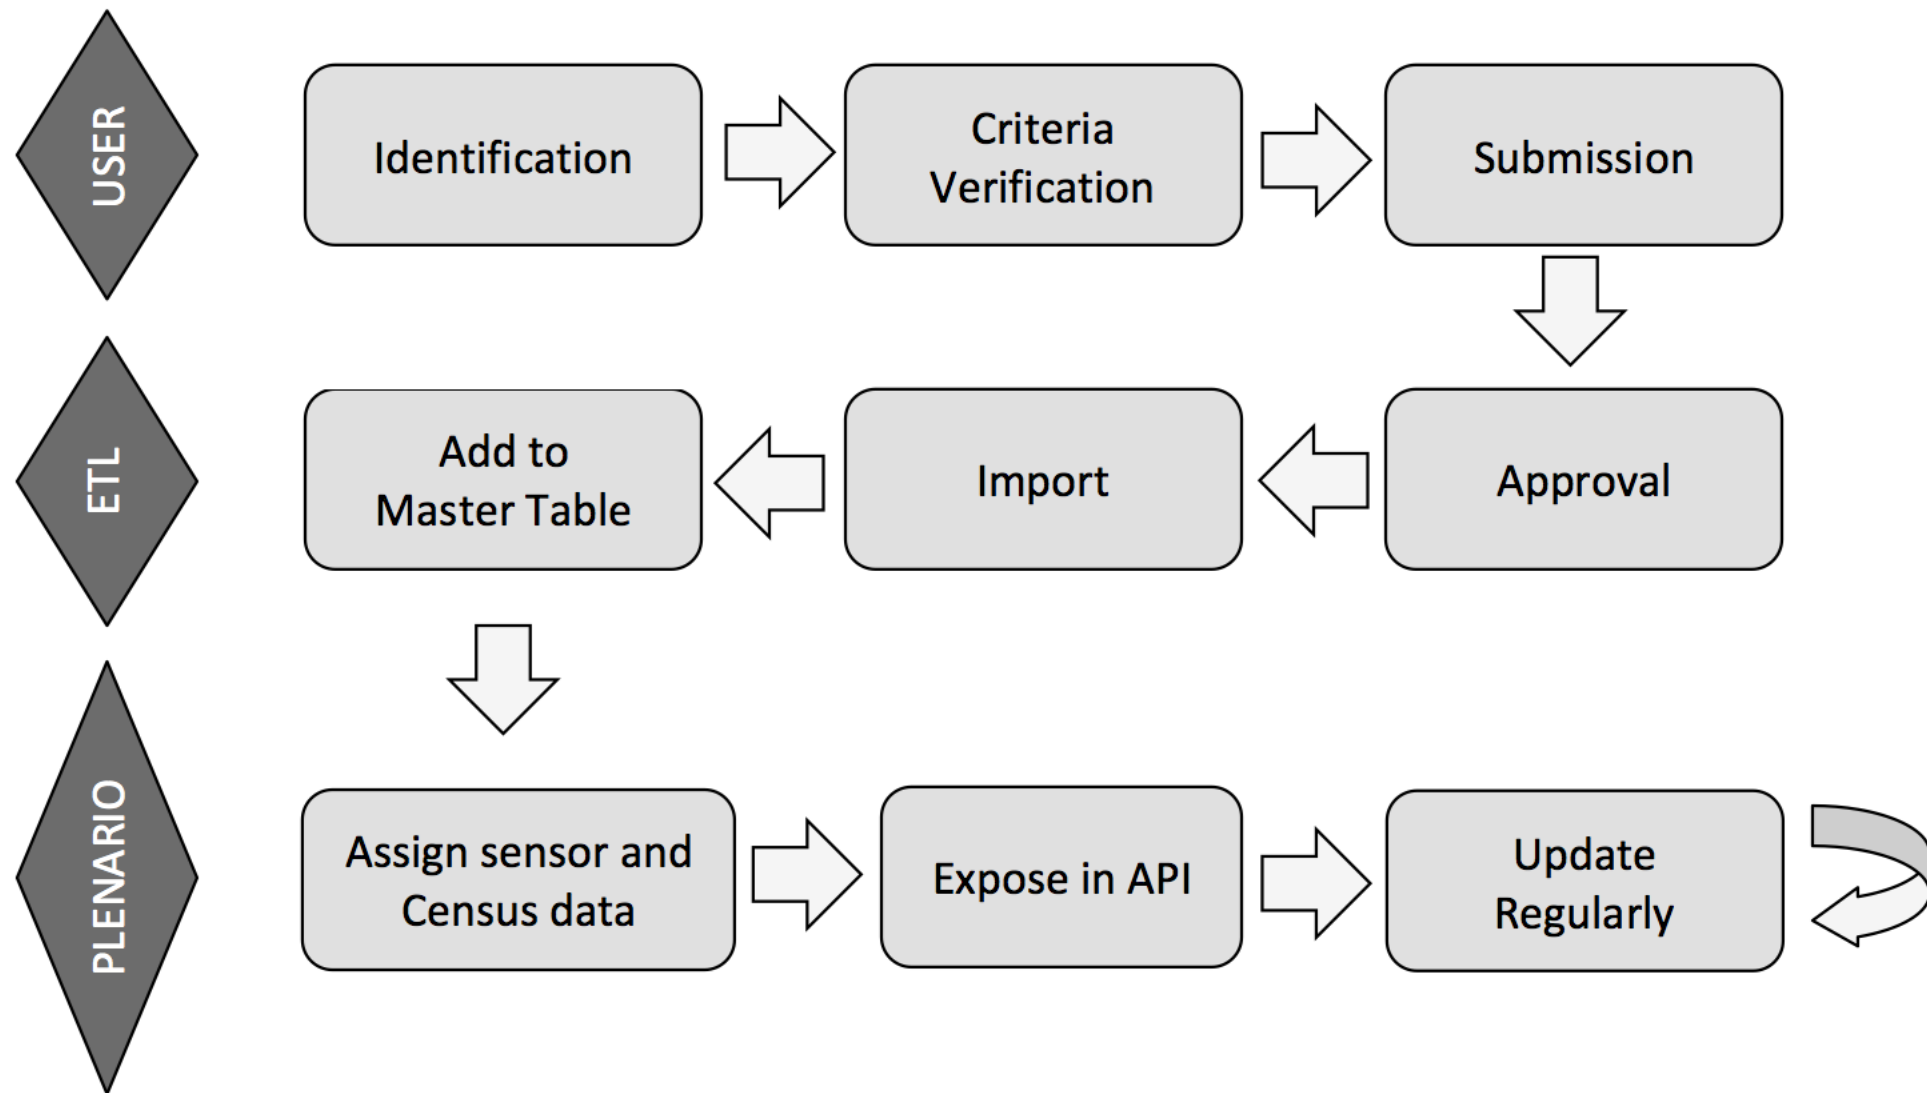 USER
Identification
Criteria
Verification
Submission
ETL
Add to
Master Table
Import
Approval
PLENARIO
Assign sensor and
Census data
Expose in API
Update
Regularly